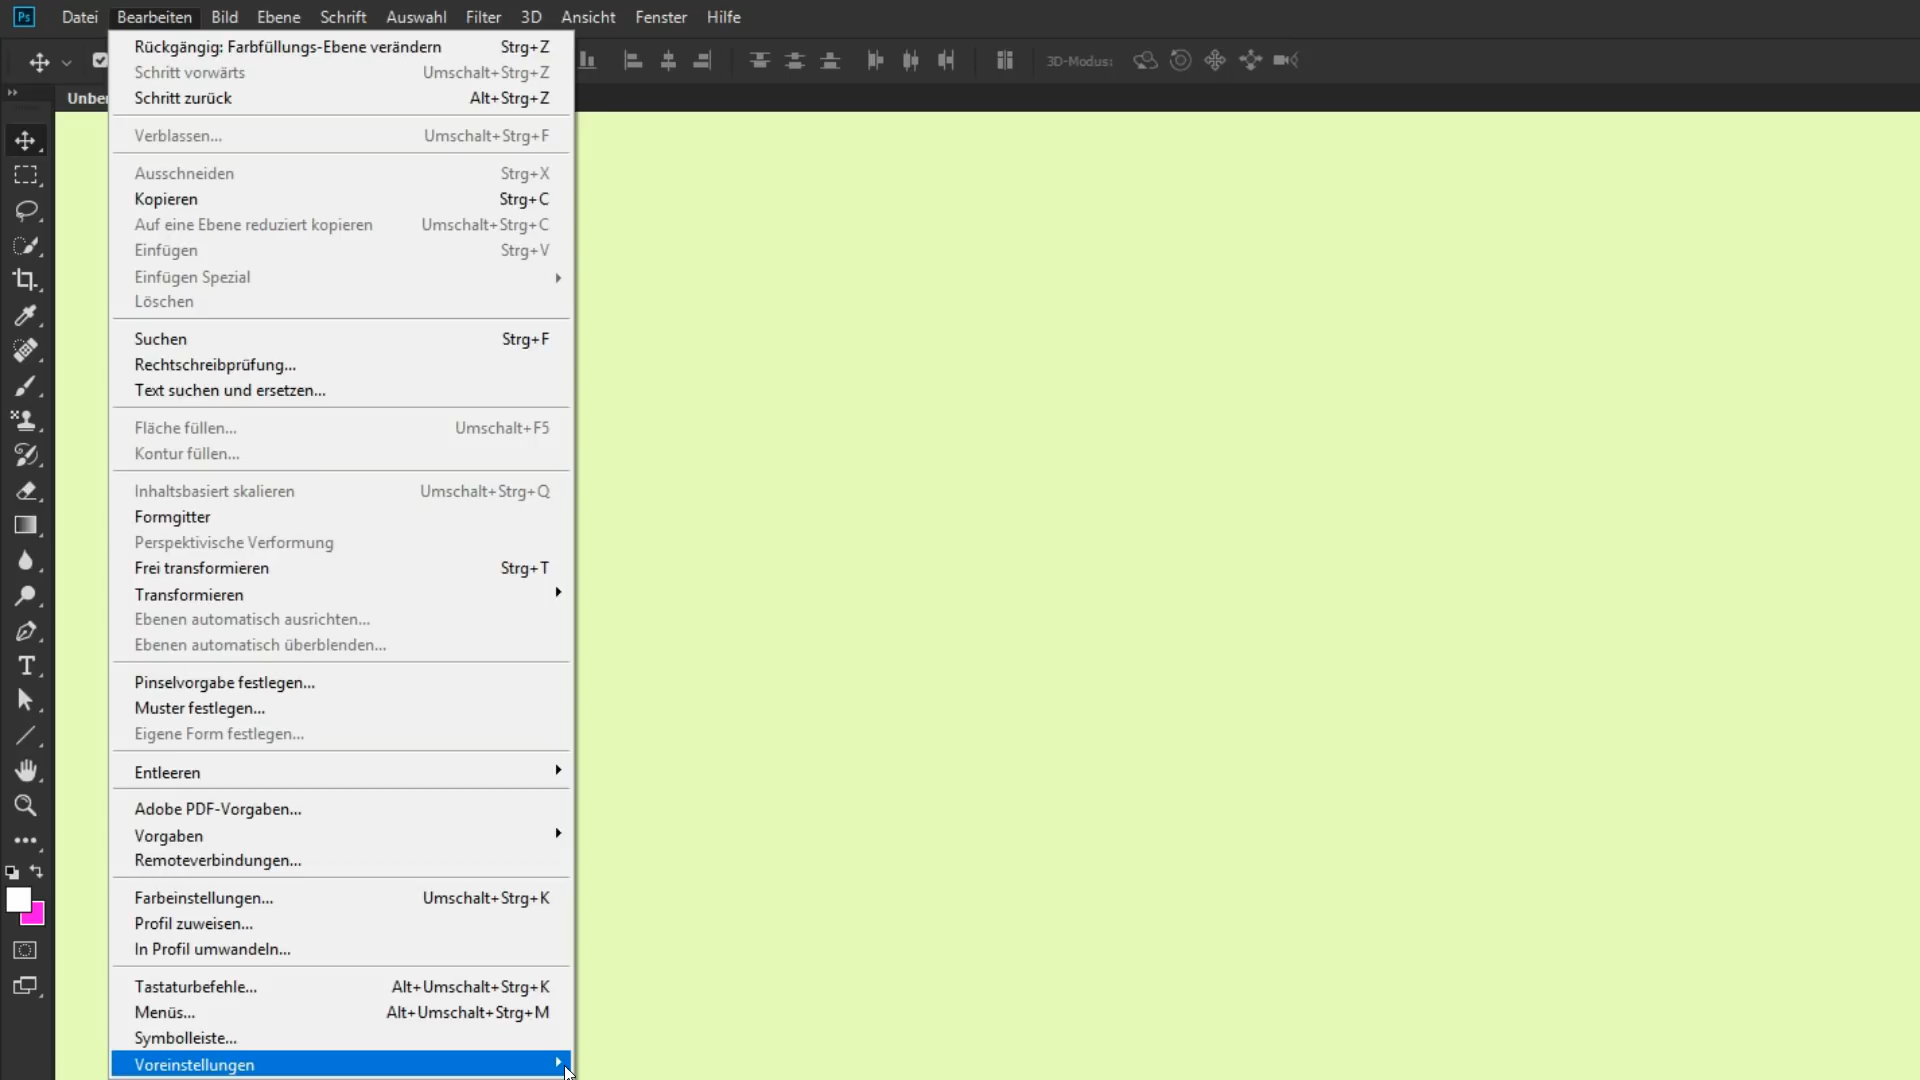 Ps Datei Bearbeiten Bild Ebene Schrift Auswahl Filter 3D Ansicht Fenster Hilfe
3D-Modus:
Rückgängig: Farbfüllungs-Ebene verändern Strg+Z
Schritt vorwärts Umschalt+Strg+Z
Schritt zurück Alt+Strg+Z
Verblassen... Umschalt+Strg+F
Ausschneiden Strg+X
Kopieren Strg+C
Auf eine Ebene reduziert kopieren Umschalt+Strg+C
Einfügen Strg+V
Einfügen Spezial
Löschen
Suchen Strg+F
Rechtschreibprüfung...
Text suchen und ersetzen...
Fläche füllen... Umschalt+F5
Kontur füllen...
Inhaltsbasiert skalieren Umschalt+Strg+Q
Formgitter
Perspektivische Verformung
Frei transformieren Strg+T
Transformieren
Ebenen automatisch ausrichten...
Ebenen automatisch überblenden...
Pinselvorgabe festlegen...
Muster festlegen...
Eigene Form festlegen...
Entleeren
Adobe PDF-Vorgaben...
Vorgaben
Remoteverbindungen...
Farbeinstellungen... Umschalt+Strg+K
Profil zuweisen...
In Profil umwandeln...
Tastaturbefehle... Alt+Umschalt+Strg+K
Menüs... Alt+Umschalt+Strg+M
Symbolleiste...
Voreinstellungen